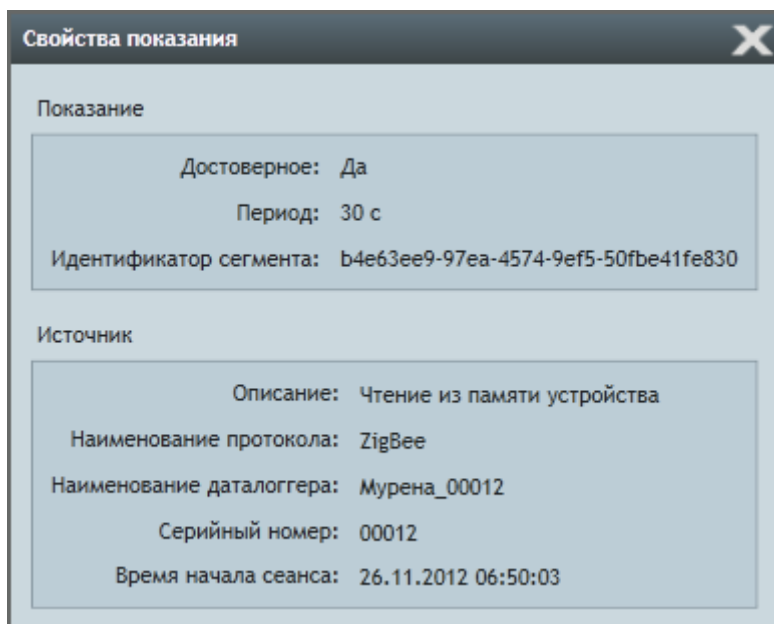 Свойства показания
Показание
Достоверное: Да
Период: 30 с
Идентификатор сегмента: b4e63ee9-97ea-4574-9ef5-50fbe41fe830
Источник
Описание: Чтение из памяти устройства
Наименование протокола: ZigBee
Наименование даталоггера: Мурена_00012
Серийный номер: 00012
Время начала сеанса: 26.11.2012 06:50:03